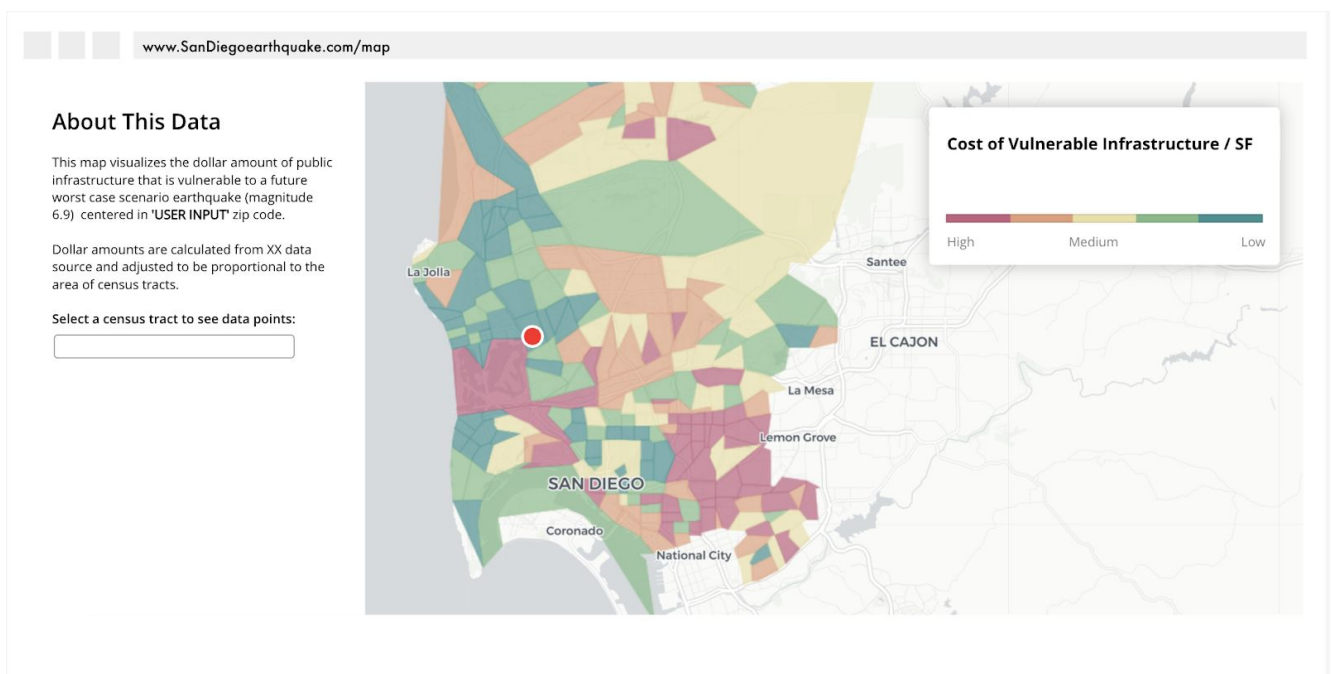 www.SanDiegoearthquake.com/map
About This Data
This map visualizes the dollar amount of public
infrastructure that is vulnerable to a future
worst case scenario earthquake (magnitude
6.9) centered in 'USER INPUT' zip code.
Dollar amounts are calculated from XX data
source and adjusted to be proportional to the
area of census tracts.
Select a census tract to see data points:
Cost of Vulnerable Infrastructure / SF
High
Medium
Low
Santee
La Jolla
EL CAJON
La Mesa
Lemon Grove
SAN DIEGO
Coronado
National City